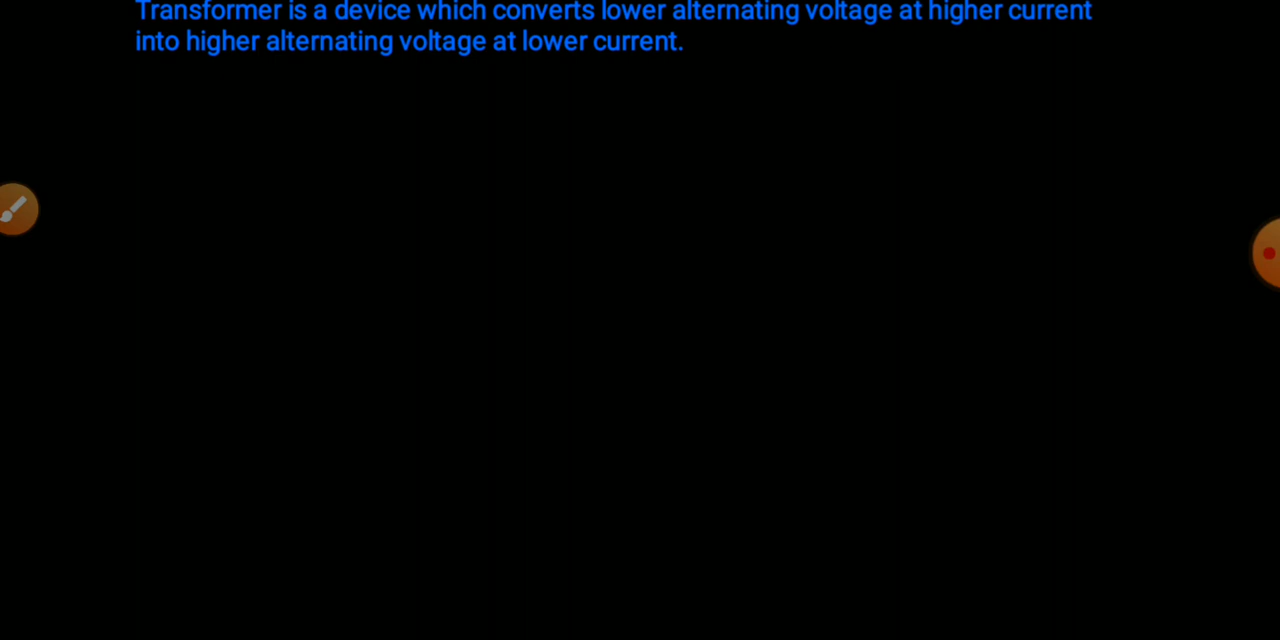 Transformer is a device which converts lower alternating voltage at higher current
into higher alternating voltage at lower current.